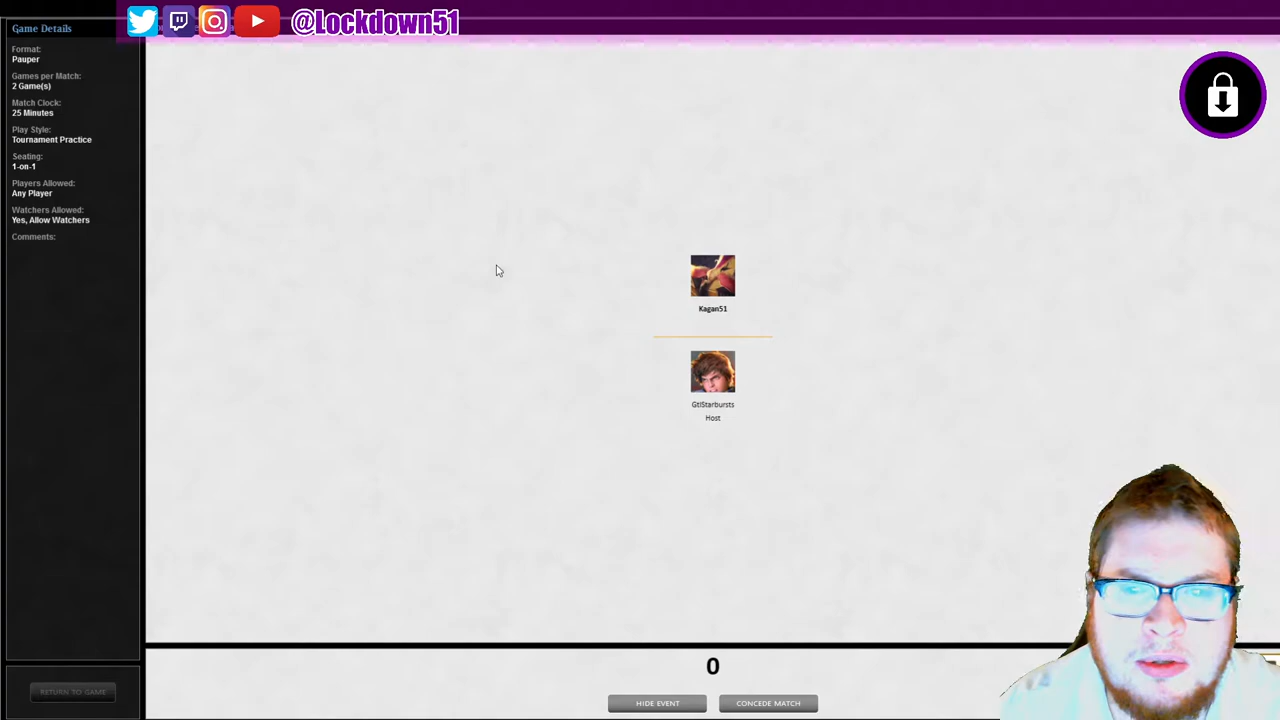 @Lockdown51
Game Details
Format:
Pauper
Games per Match:
2 Game(s)
Match Clock:
25 Minutes
Play Style:
Tournament Practice
Seating:
1-on-1
Players Allowed:
Any Player
Watchers Allowed:
Yes, Allow Watchers
Comments:
Kagan51
GtlStarbursts
Host
0
RETURN TO GAME
HIDE EVENT
CONCEDE MATCH